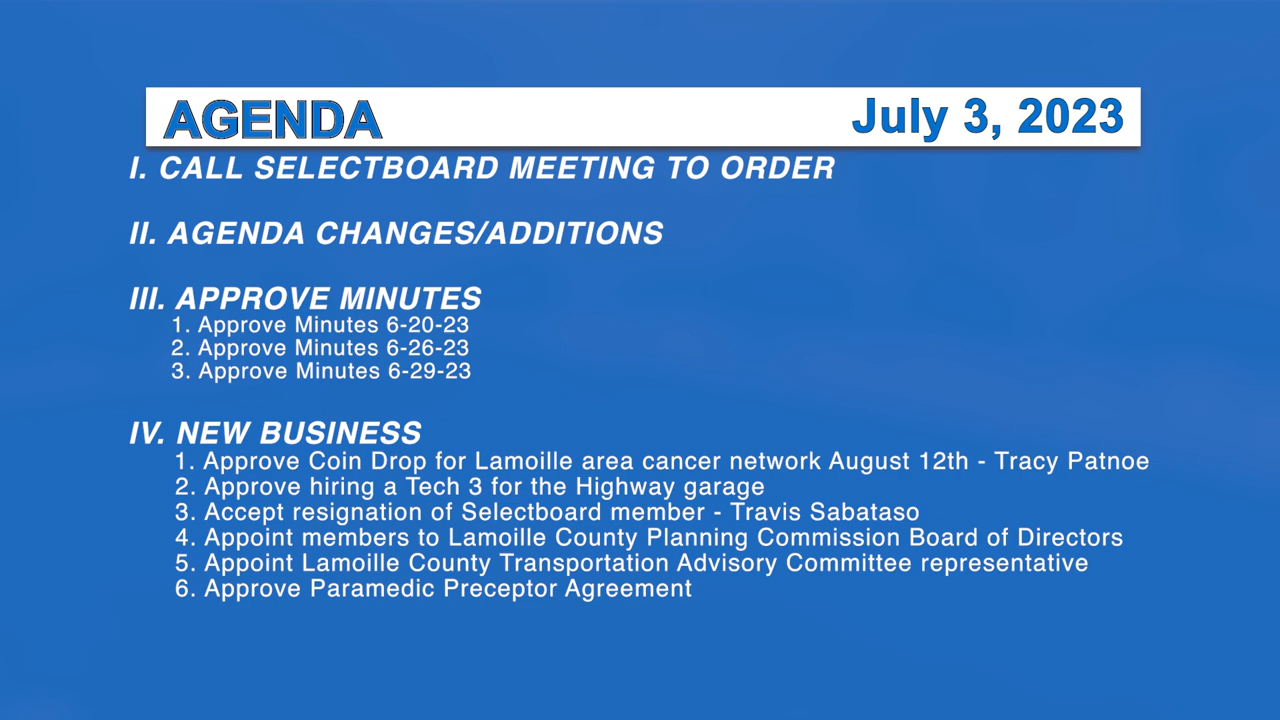 AGENDA July 3, 2023
I. CALL SELECTBOARD MEETING TO ORDER
II. AGENDA CHANGES/ADDITIONS
III. APPROVE MINUTES
1. Approve Minutes 6-20-23
2. Approve Minutes 6-26-23
3. Approve Minutes 6-29-23
IV. NEW BUSINESS
1. Approve Coin Drop for Lamoille area cancer network August 12th - Tracy Patnoe
2. Approve hiring a Tech 3 for the Highway garage
3. Accept resignation of Selectboard member - Travis Sabataso
4. Appoint members to Lamoille County Planning Commission Board of Directors
5. Appoint Lamoille County Transportation Advisory Committee representative
6. Approve Paramedic Preceptor Agreement